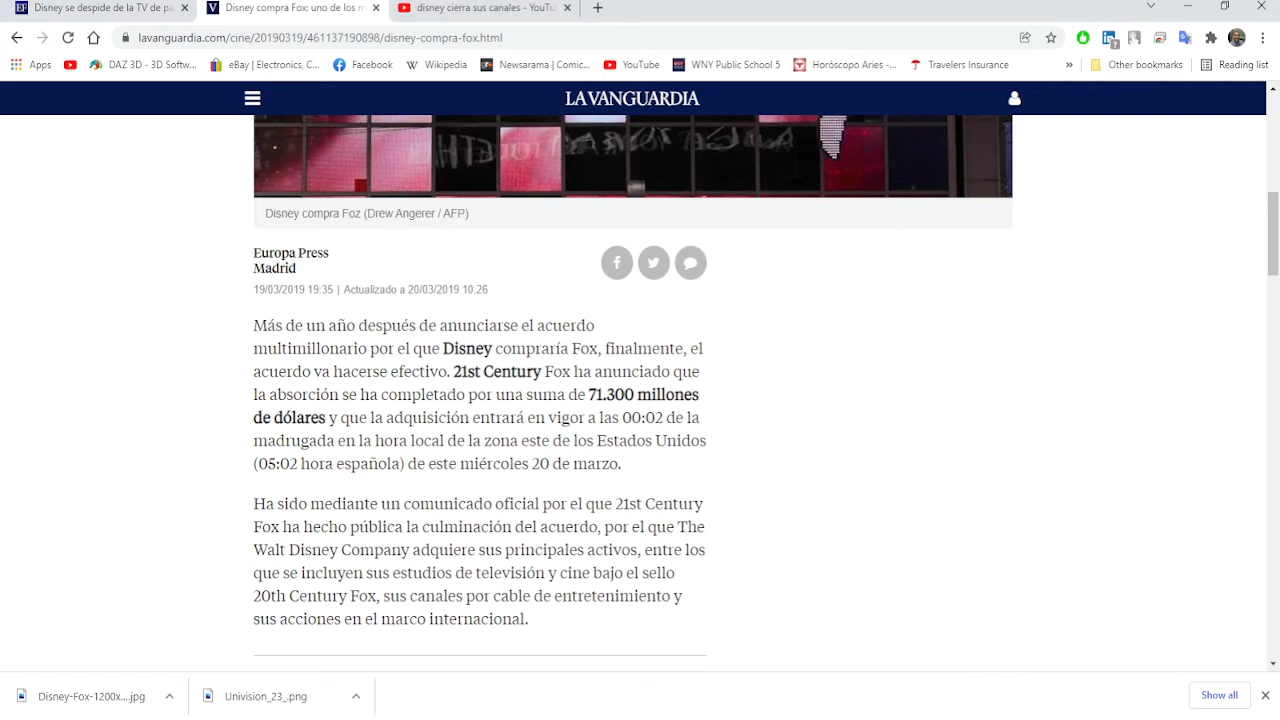 Disney se despide de la TV de pa
Disney compra Fox: uno de los m
disney cierra sus canales - YouTu
lavanguardia.com/cine/20190319/461137190898/disney-compra-fox.html
Apps
DAZ 3D - 3D Softw...
eBay | Electronics, C...
Facebook
Wikipedia
Newsarama | Comic...
YouTube
WNY Public School 5
Horóscopo Aries -...
Travelers Insurance
»
Other bookmarks
Reading list
LA VANGUARDIA
Disney compra Foz (Drew Angerer / AFP)
Europa Press
Madrid
19/03/2019 19:35 | Actualizado a 20/03/2019 10:26
Más de un año después de anunciarse el acuerdo
multimillonario por el que Disney compraría Fox, finalmente, el
acuerdo va hacerse efectivo. 21st Century Fox ha anunciado que
la absorción se ha completado por una suma de 71.300 millones
de dólares y que la adquisición entrará en vigor a las 00:02 de la
madrugada en la hora local de la zona este de los Estados Unidos
(05:02 hora española) de este miércoles 20 de marzo.
Ha sido mediante un comunicado oficial por el que 21st Century
Fox ha hecho pública la culminación del acuerdo, por el que The
Walt Disney Company adquiere sus principales activos, entre los
que se incluyen sus estudios de televisión y cine bajo el sello
20th Century Fox, sus canales por cable de entretenimiento y
sus acciones en el marco internacional.
Disney-Fox-1200x....jpg
Univision_23_.png
Show all